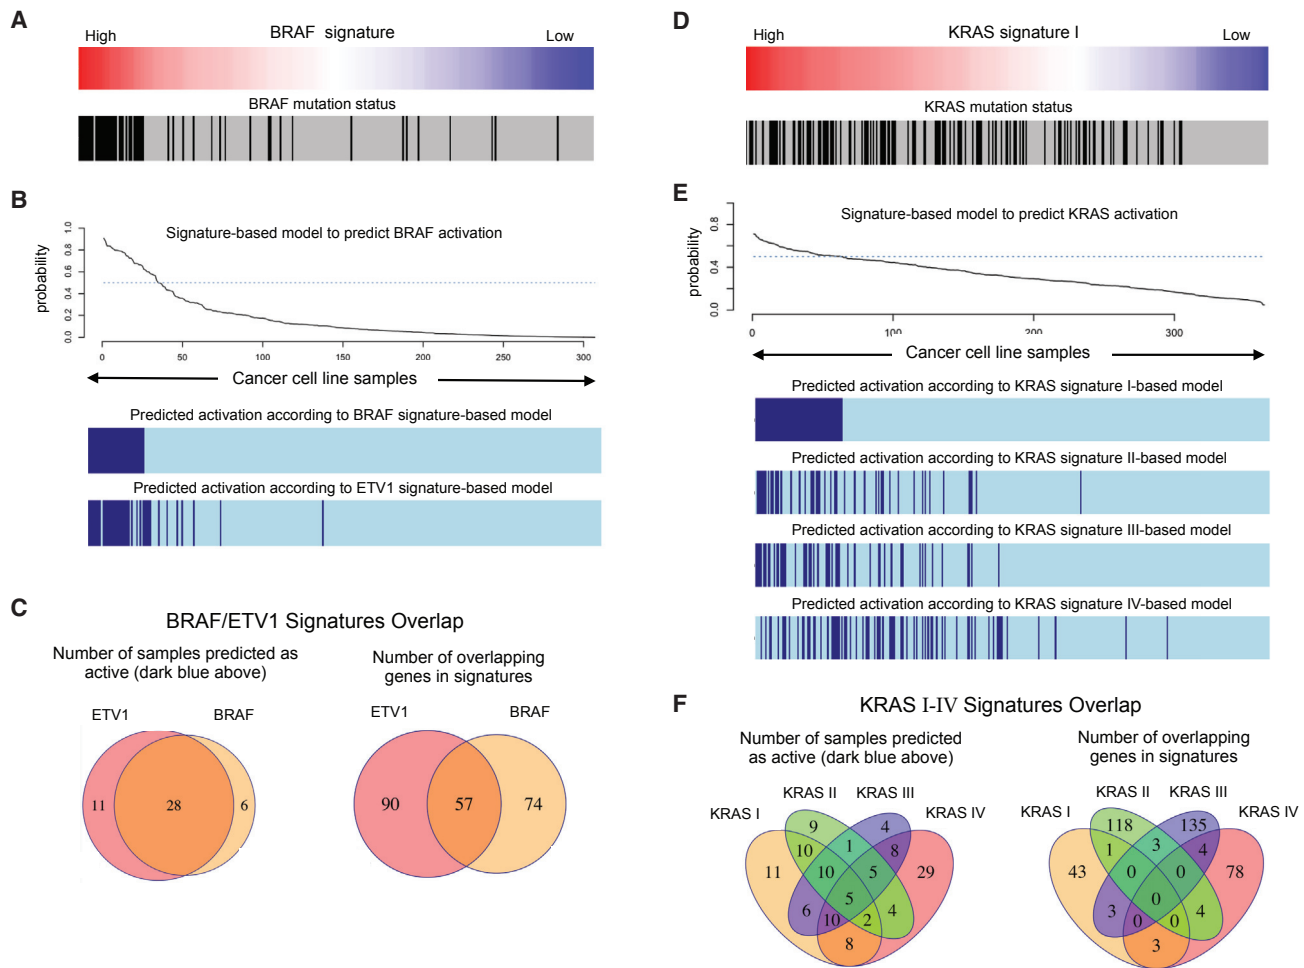 A
BRAF signature
High
Low
BRAF mutation status
B
Signature-based model to predict BRAF activation
probability
1.0
0.8
0.6
0.4
0.2
0.0
0
50
100
150
200
250
300
Cancer cell line samples
Predicted activation according to BRAF signature-based model
Predicted activation according to ETV1 signature-based model
C
BRAF/ETV1 Signatures Overlap
Number of samples predicted as
active (dark blue above)
ETV1
BRAF
11
28
6
Number of overlapping
genes in signatures
ETV1
BRAF
90
57
74
D
KRAS signature I
High
Low
KRAS mutation status
E
Signature-based model to predict KRAS activation
probability
0.8
0.4
0.0
0
100
200
300
Cancer cell line samples
Predicted activation according to KRAS signature I-based model
Predicted activation according to KRAS signature II-based model
Predicted activation according to KRAS signature III-based model
Predicted activation according to KRAS signature IV-based model
F
KRAS I-IV Signatures Overlap
Number of samples predicted
as active (dark blue above)
KRAS I
KRAS II
KRAS III
KRAS IV
9
4
10
1
8
11
10
5
29
5
6
10
2
4
8
Number of overlapping
genes in signatures
KRAS I
KRAS II
KRAS III
KRAS IV
118
135
1
3
4
43
0
0
78
0
3
0
0
4
3